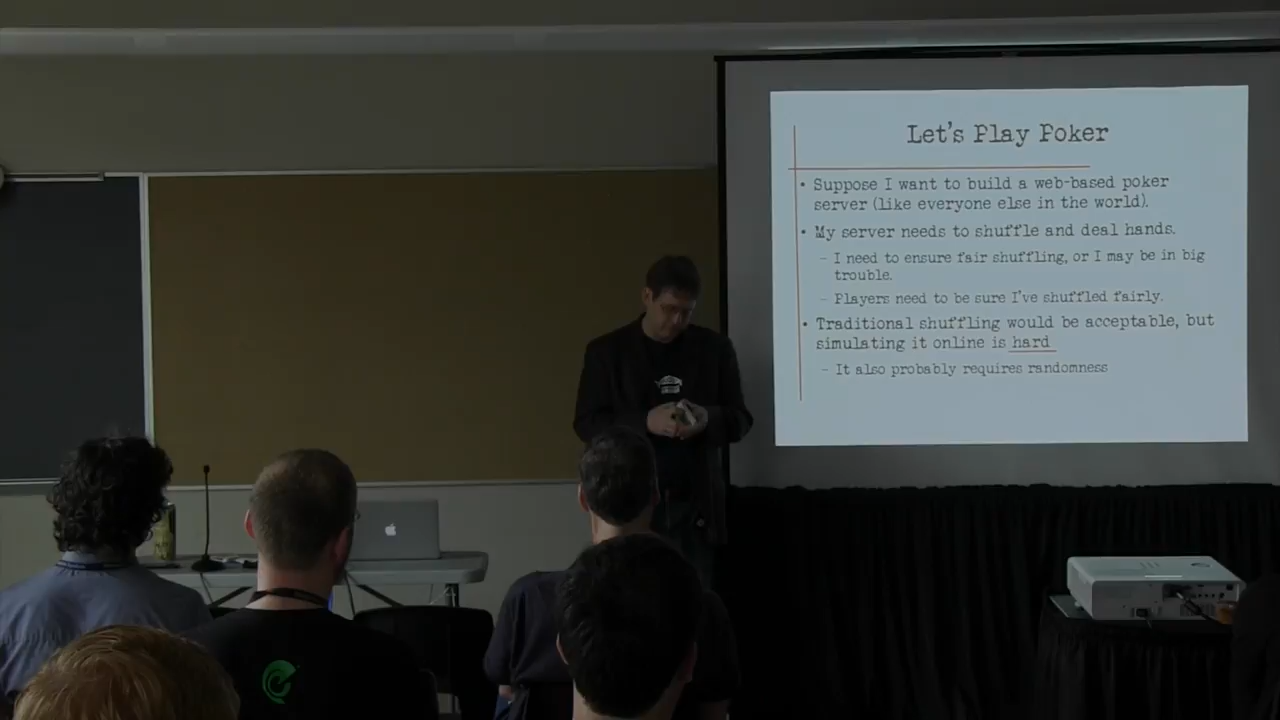 Let's Play Poker
• Suppose I want to build a web-based poker
server (like everyone else in the world).
• My server needs to shuffle and deal hands.
– I need to ensure fair shuffling, or I may be in big
trouble.
– Players need to be sure I've shuffled fairly.
• Traditional shuffling would be acceptable, but
simulating it online is hard
– It also probably requires randomness